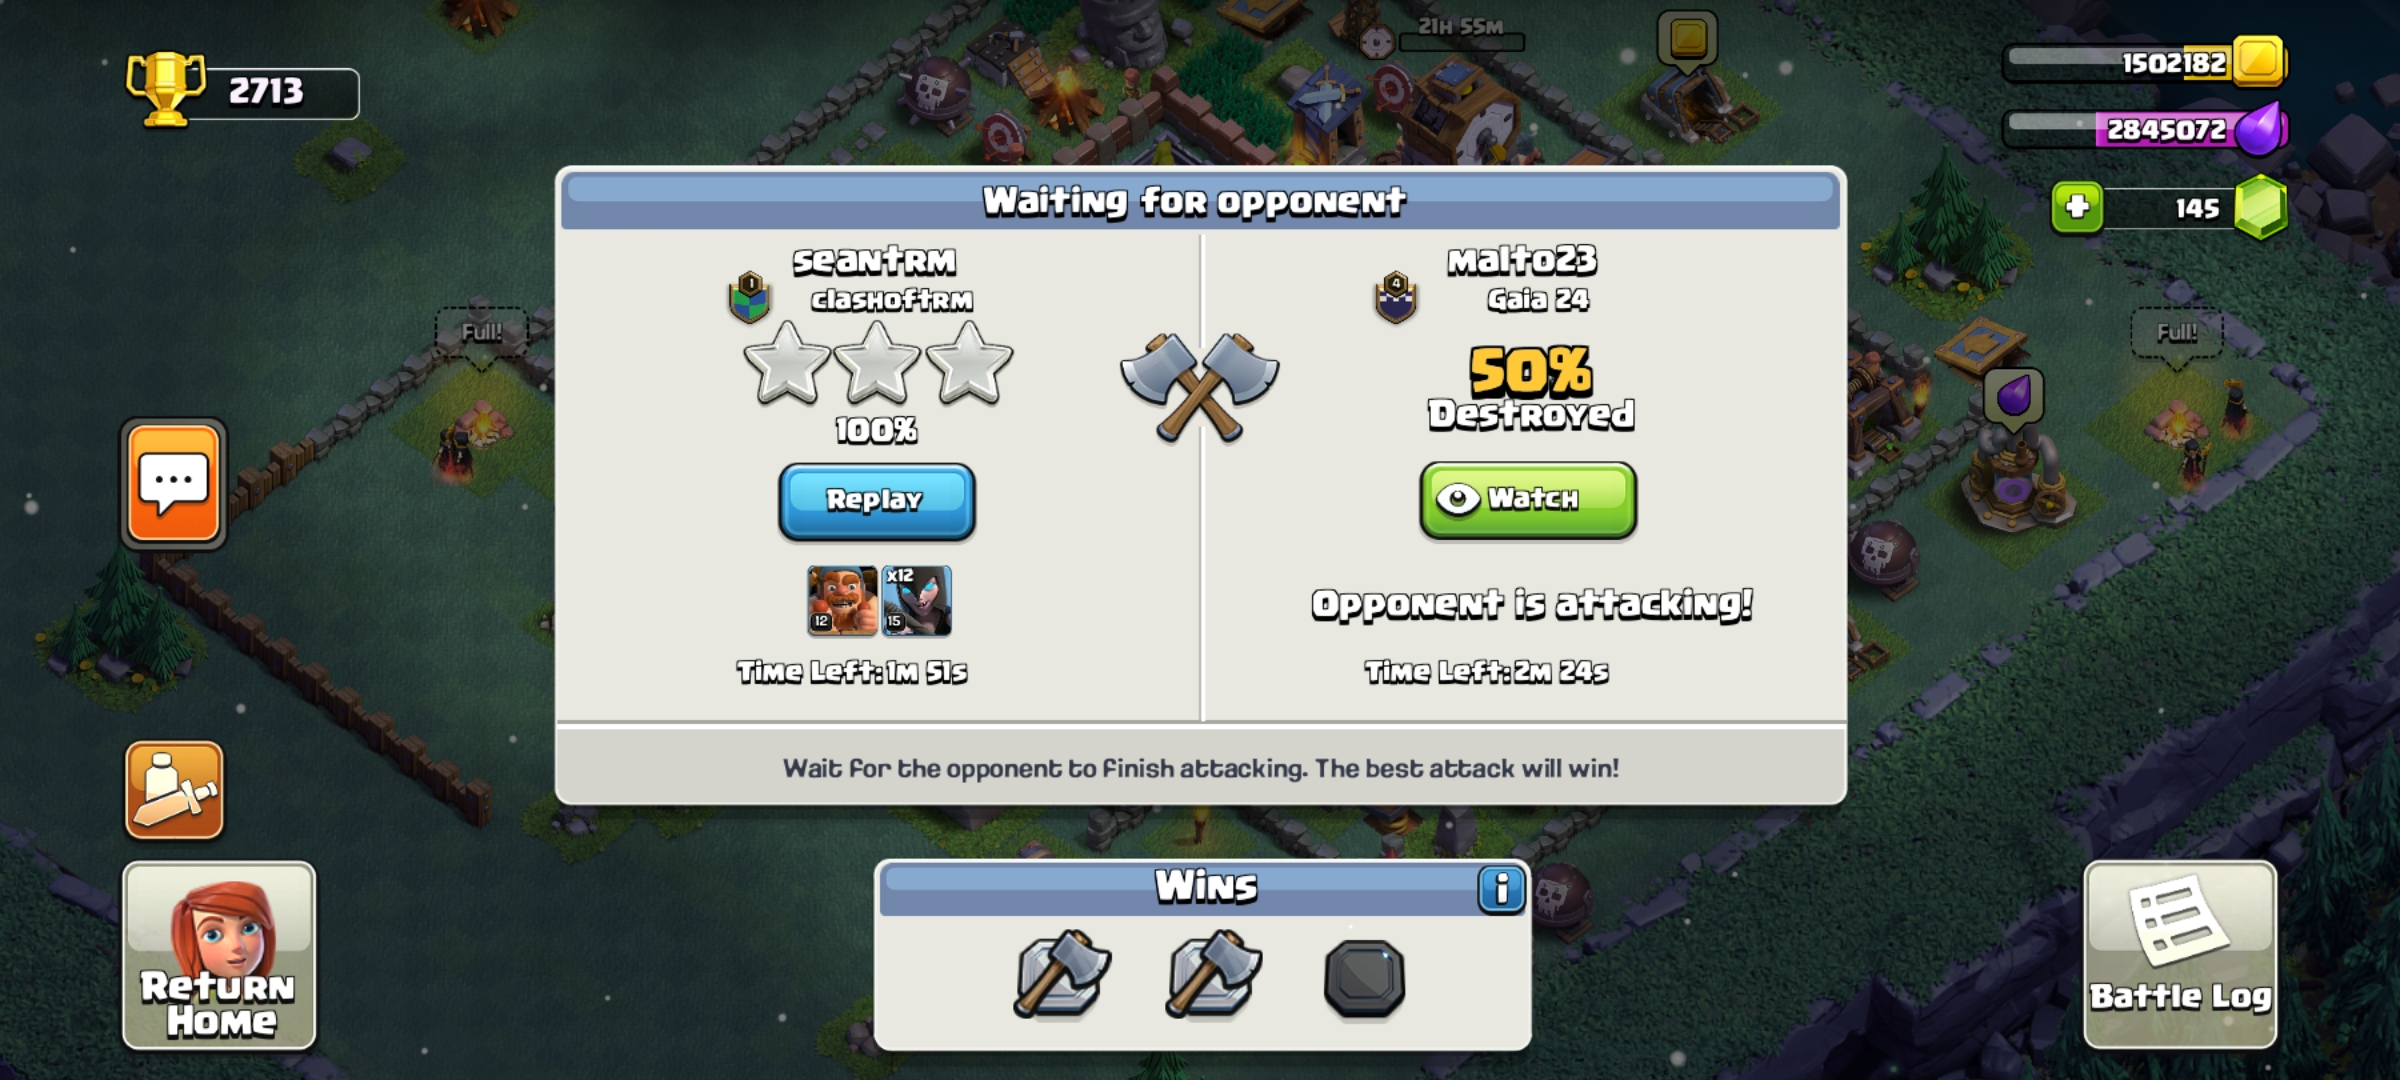 21H 55M
2713
1502182
2845072
145
Waiting for opponent
seantRM
1
clasHoftRM
100%
Replay
x12
12
15
Time Left:1M 51s
Malto23
4
Gaia 24
50%
Destroyed
Watch
Opponent is attacking!
Time Left:2M 24s
Wait for the opponent to finish attacking. The best attack will win!
Full!
Full!
Wins
i
Return
Home
Battle Log